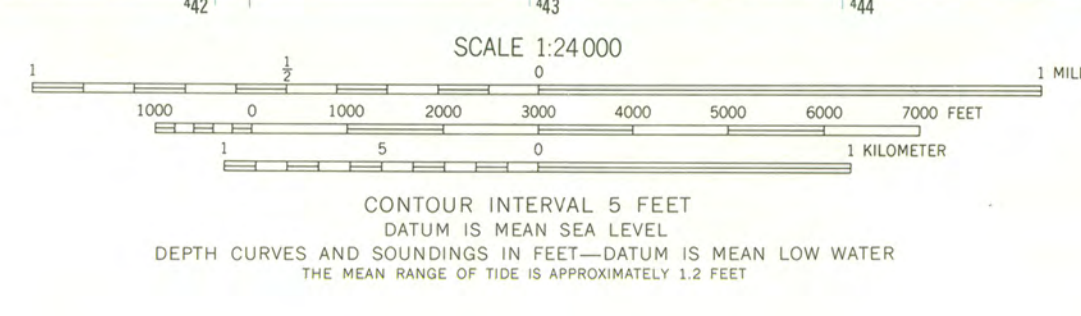 442 443 444
SCALE 1:24 000
1 1/2 0 1 MILE
1000 0 1000 2000 3000 4000 5000 6000 7000 FEET
1 5 0 1 KILOMETER
CONTOUR INTERVAL 5 FEET
DATUM IS MEAN SEA LEVEL
DEPTH CURVES AND SOUNDINGS IN FEET—DATUM IS MEAN LOW WATER
THE MEAN RANGE OF TIDE IS APPROXIMATELY 1.2 FEET